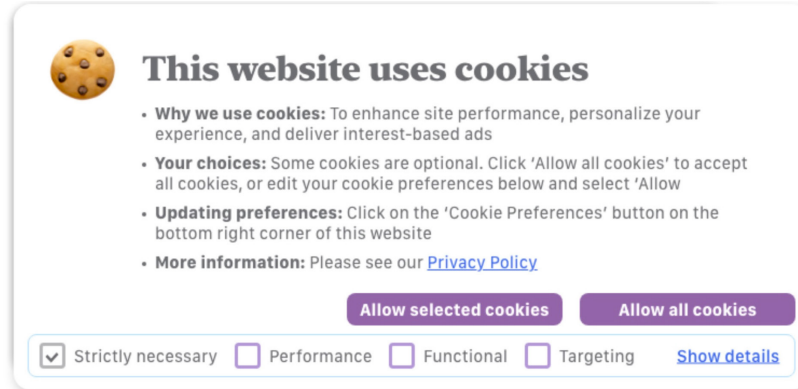 This website uses cookies
• Why we use cookies: To enhance site performance, personalize your
experience, and deliver interest-based ads
• Your choices: Some cookies are optional. Click ‘Allow all cookies’ to accept
all cookies, or edit your cookie preferences below and select ‘Allow
• Updating preferences: Click on the ‘Cookie Preferences’ button on the
bottom right corner of this website
• More information: Please see our Privacy Policy
Allow selected cookies Allow all cookies
Strictly necessary Performance Functional Targeting Show details